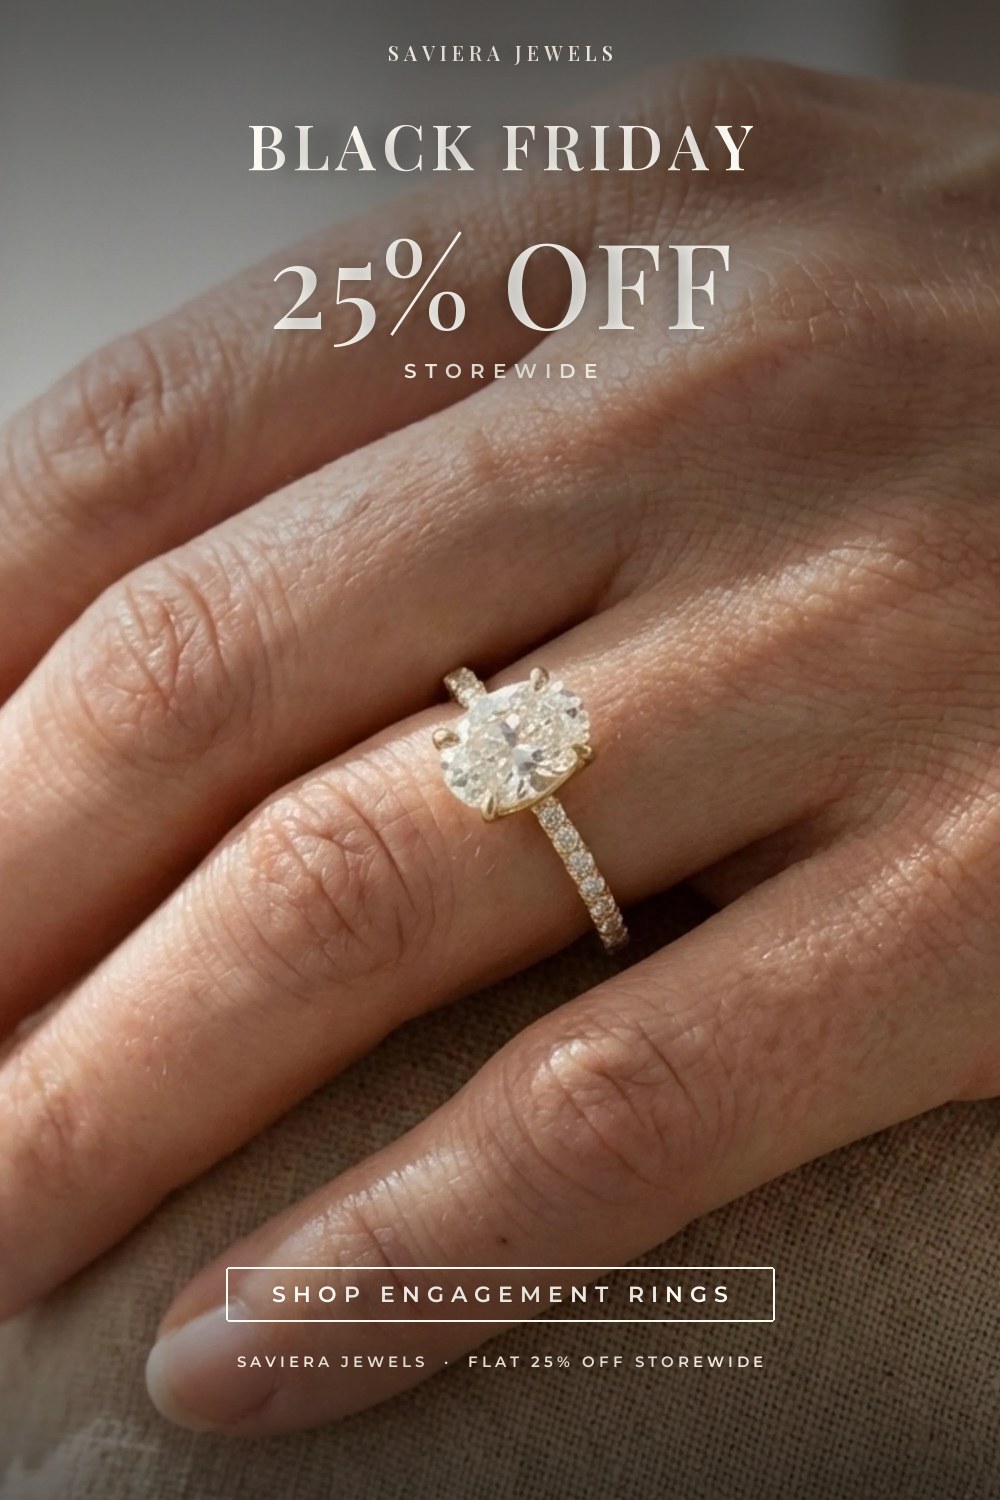 SAVIERA JEWELS
BLACK FRIDAY
25% OFF
STOREWIDE
SHOP ENGAGEMENT RINGS
SAVIERA JEWELS · FLAT 25% OFF STOREWIDE